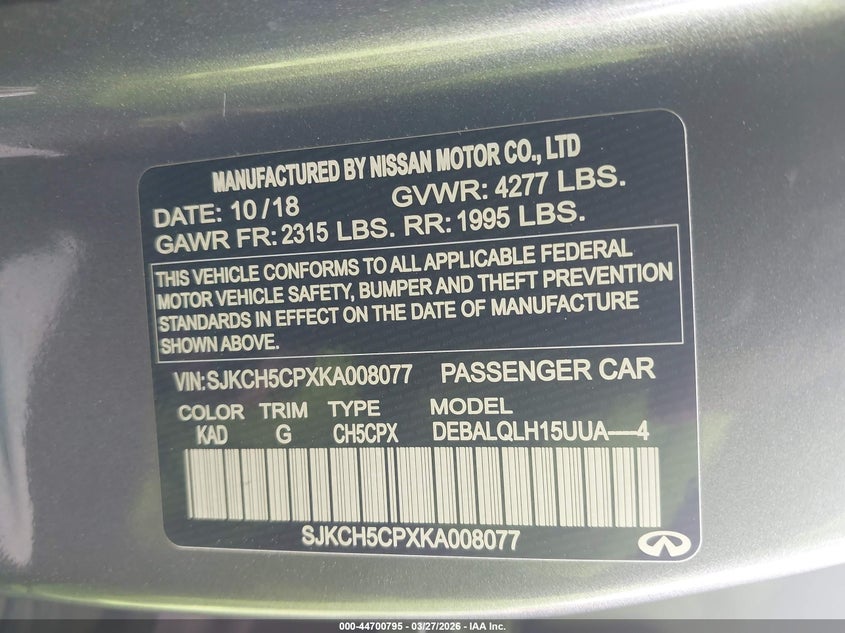 MANUFACTURED BY NISSAN MOTOR CO., LTD
DATE: 10/18 GVWR: 4277 LBS.
GAWR FR: 2315 LBS. RR: 1995 LBS.
THIS VEHICLE CONFORMS TO ALL APPLICABLE FEDERAL
MOTOR VEHICLE SAFETY, BUMPER AND THEFT PREVENTION
STANDARDS IN EFFECT ON THE DATE OF MANUFACTURE
SHOWN ABOVE.
VIN:SJKCH5CPXKA008077 PASSENGER CAR
COLOR TRIM TYPE MODEL
KAD G CH5CPX DEBALQLH15UUA––4
SJKCH5CPXKA008077
000-44700795 - 03/27/2026 - IAA Inc.